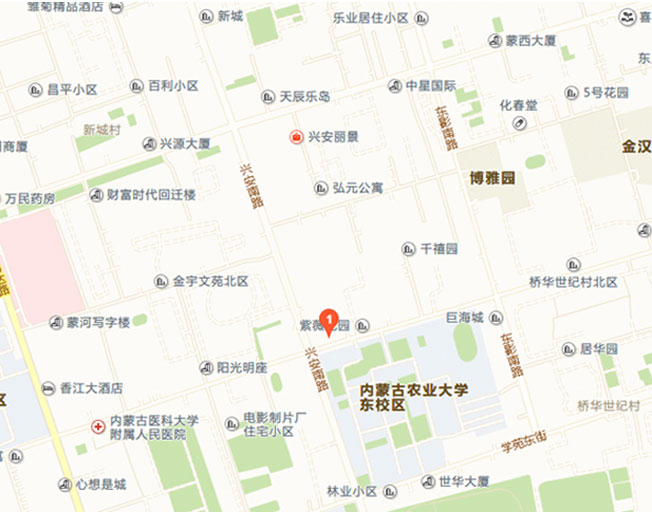 雏菊精品酒店
新城
乐业居住小区
喜
蒙西大厦
昌平小区
百利小区
天辰乐岛
中星国际
5号花园
化春堂
东影南路
新城村
兴源大厦
兴安丽景
金汉
博雅园
商厦
万民药房
财富时代回迁楼
兴安南路
弘元公寓
千禧园
金宇文苑北区
桥华世纪村北区
蒙河写字楼
1
紫薇花园
巨海城
东影南路
居华园
阳光明座
兴安南路
香江大酒店
内蒙古农业大学
东校区
区
桥华世纪村
内蒙古医科大学
附属人民医院
电影制片厂
住宅小区
学苑东街
心想是城
林业小区
世华大厦